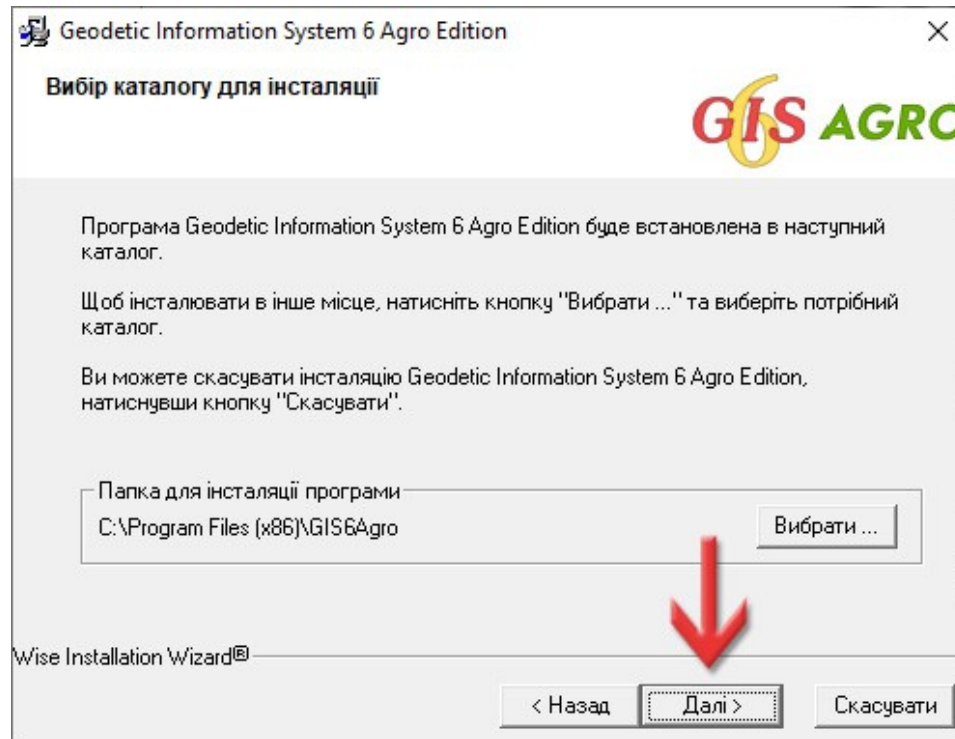 Geodetic Information System 6 Agro Edition
Вибір каталогу для інсталяції
GIS 6 AGRO
Програма Geodetic Information System 6 Agro Edition буде встановлена в наступний
каталог.
Щоб інсталювати в інше місце, натисніть кнопку "Вибрати ..." та виберіть потрібний
каталог.
Ви можете скасувати інсталяцію Geodetic Information System 6 Agro Edition,
натиснувши кнопку "Скасувати".
Папка для інсталяції програми
C:\Program Files (x86)\GIS6Agro
Вибрати ...
Wise Installation Wizard®
< Назад
Далі >
Скасувати